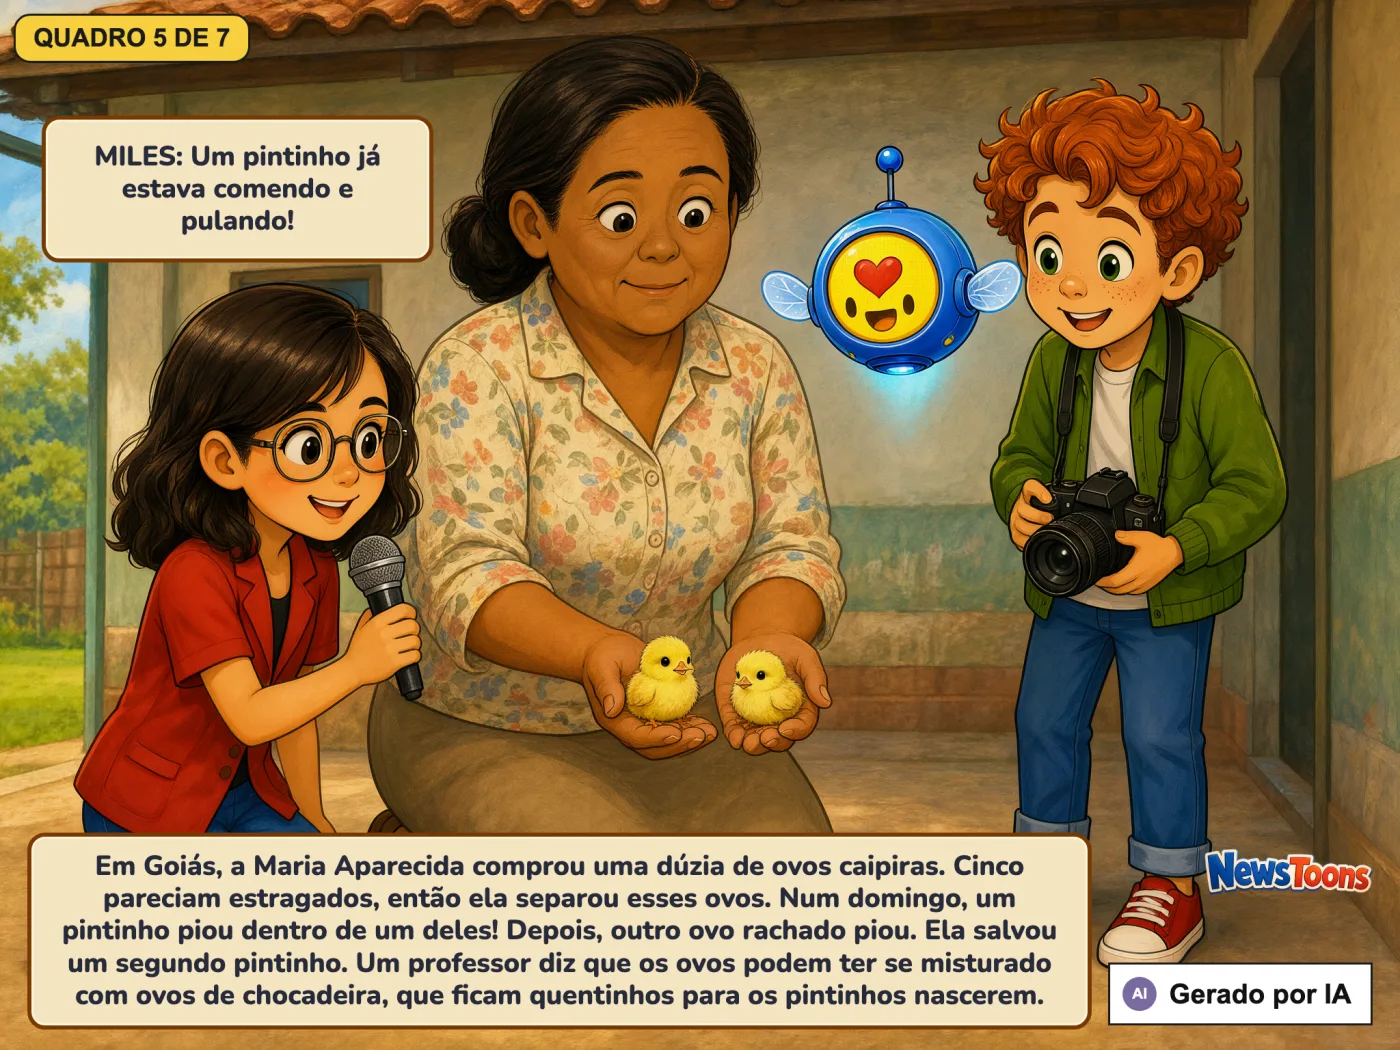 QUADRO 5 DE 7
MILES: Um pintinho já
estava comendo e
pulando!
Em Goiás, a Maria Aparecida comprou uma dúzia de ovos caipiras. Cinco
pareciam estragados, então ela separou esses ovos. Num domingo, um
pintinho piou dentro de um deles! Depois, outro ovo rachado piou. Ela salvou
um segundo pintinho. Um professor diz que os ovos podem ter se misturado
com ovos de chocadeira, que ficam quentinhos para os pintinhos nascerem.
NewsToons
AI Gerado por IA